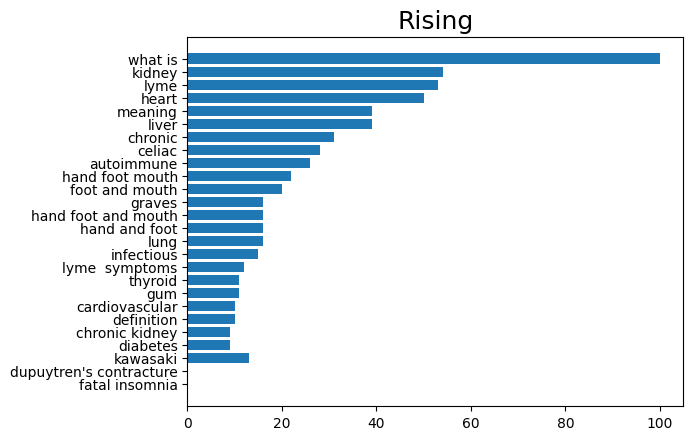 Rising
what is
kidney
lyme
heart
meaning
liver
chronic
celiac
autoimmune
hand foot mouth
foot and mouth
graves
hand foot and mouth
hand and foot
lung
infectious
lyme  symptoms
thyroid
gum
cardiovascular
definition
chronic kidney
diabetes
kawasaki
dupuytren's contracture
fatal insomnia
0 20 40 60 80 100